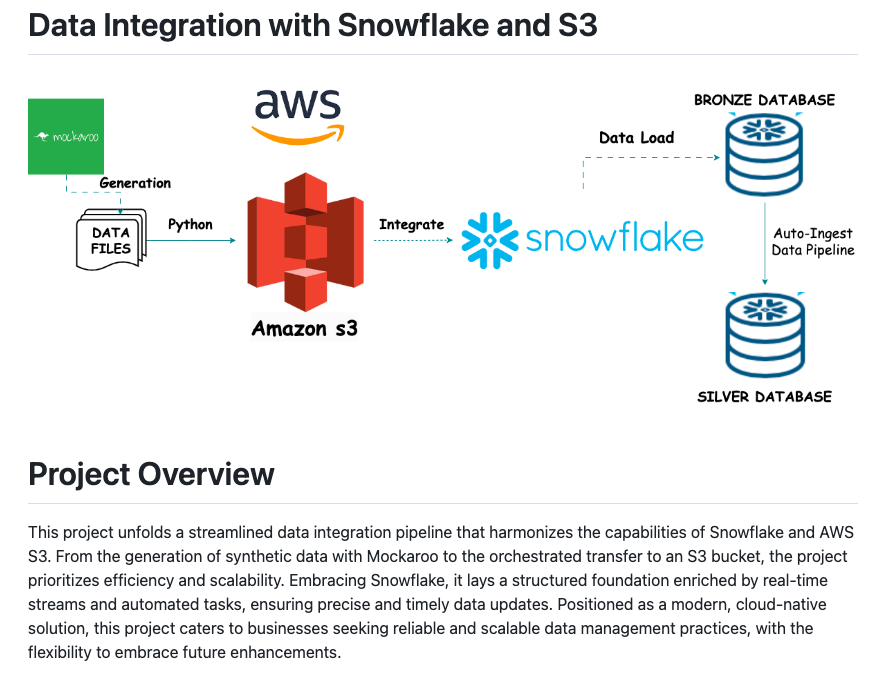 Data Integration with Snowflake and S3
mockaroo
aws
BRONZE DATABASE
Data Load
Generation
DATA
FILES
Python
Integrate
snowflake
Auto-Ingest
Data Pipeline
Amazon s3
SILVER DATABASE
Project Overview
This project unfolds a streamlined data integration pipeline that harmonizes the capabilities of Snowflake and AWS
S3. From the generation of synthetic data with Mockaroo to the orchestrated transfer to an S3 bucket, the project
prioritizes efficiency and scalability. Embracing Snowflake, it lays a structured foundation enriched by real-time
streams and automated tasks, ensuring precise and timely data updates. Positioned as a modern, cloud-native
solution, this project caters to businesses seeking reliable and scalable data management practices, with the
flexibility to embrace future enhancements.